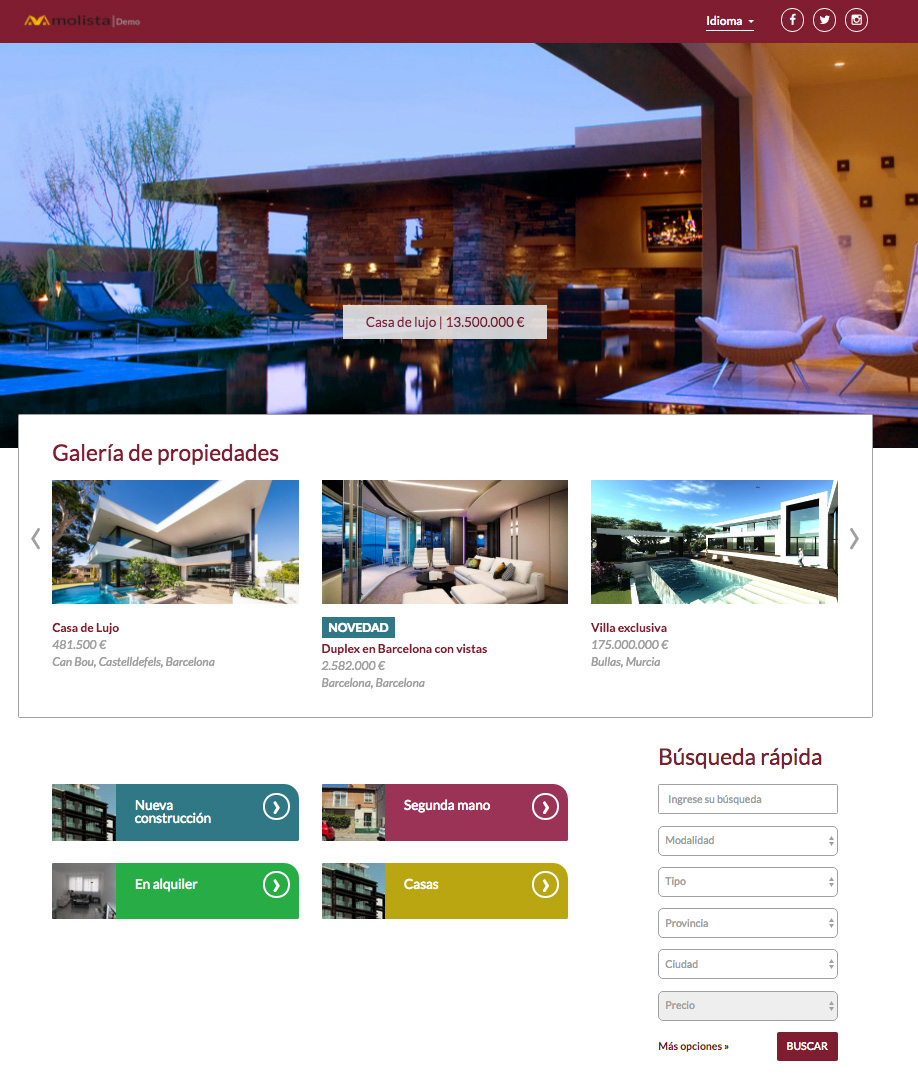 molista|Demo
Idioma
Casa de lujo | 13.500.000 €
Galería de propiedades
Casa de Lujo
481.500 €
Can Bou, Castelldefels, Barcelona
NOVEDAD
Duplex en Barcelona con vistas
2.582.000 €
Barcelona, Barcelona
Villa exclusiva
175.000.000 €
Bullas, Murcia
Nueva
construcción
Segunda mano
En alquiler
Casas
Búsqueda rápida
Ingrese su búsqueda
Modalidad
Tipo
Provincia
Ciudad
Precio
Más opciones »
BUSCAR